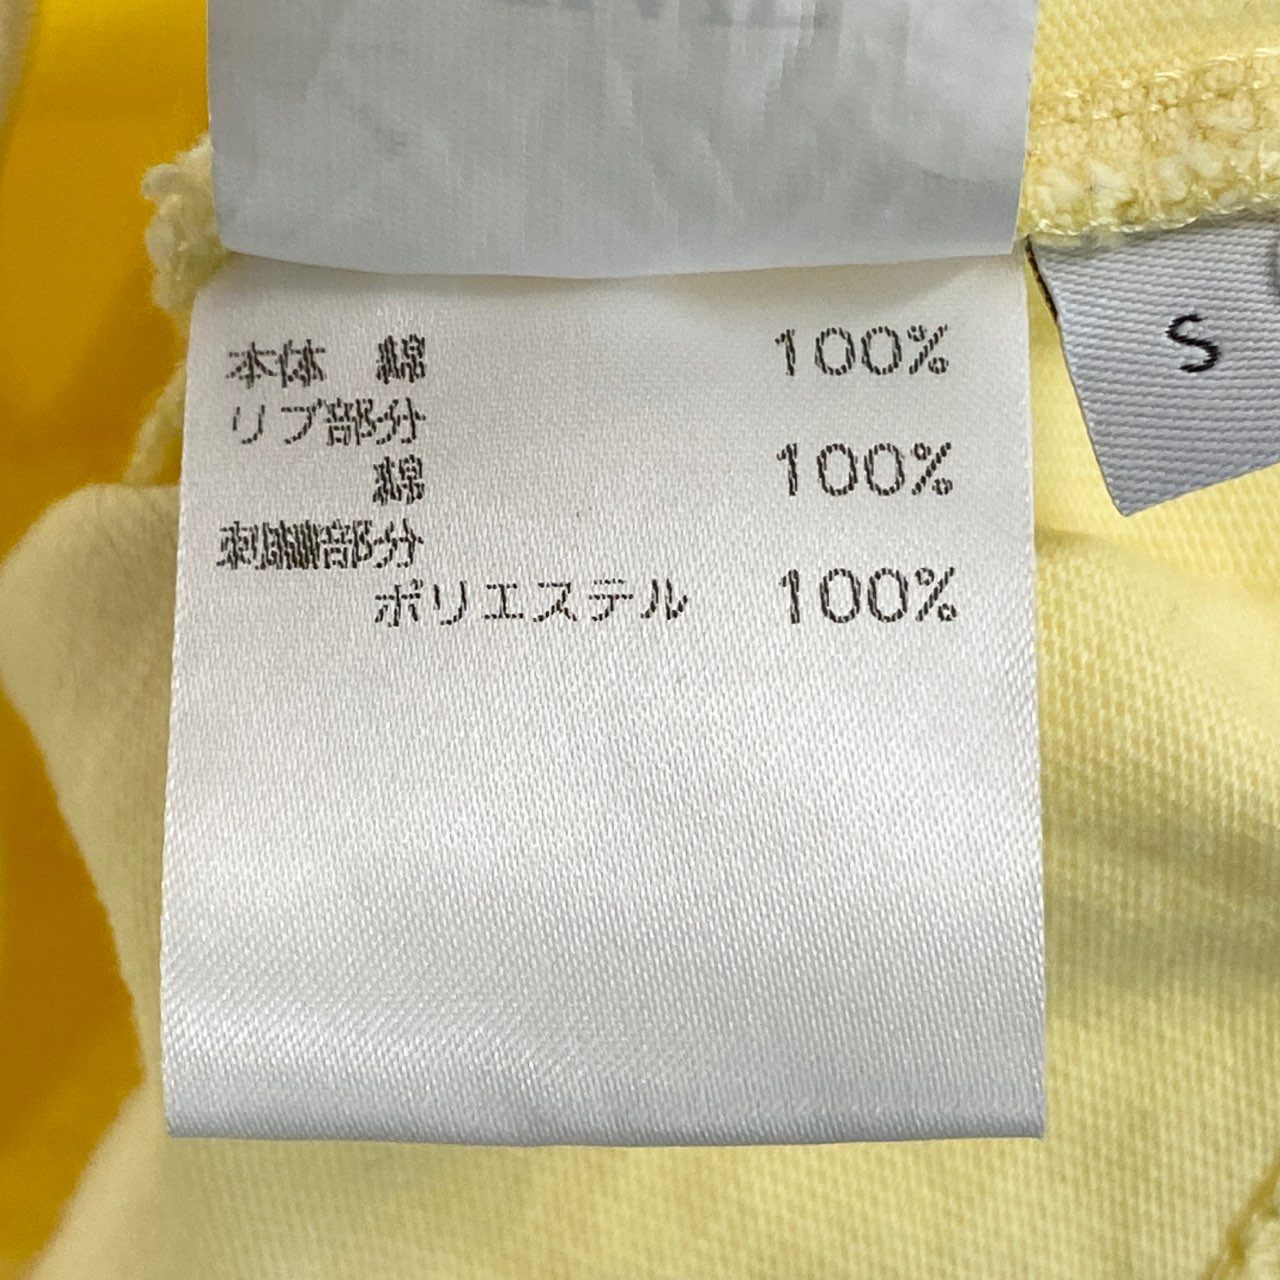 本体 綿 100%
リブ部分
綿 100%
刺繍部分
ポリエステル 100%
S